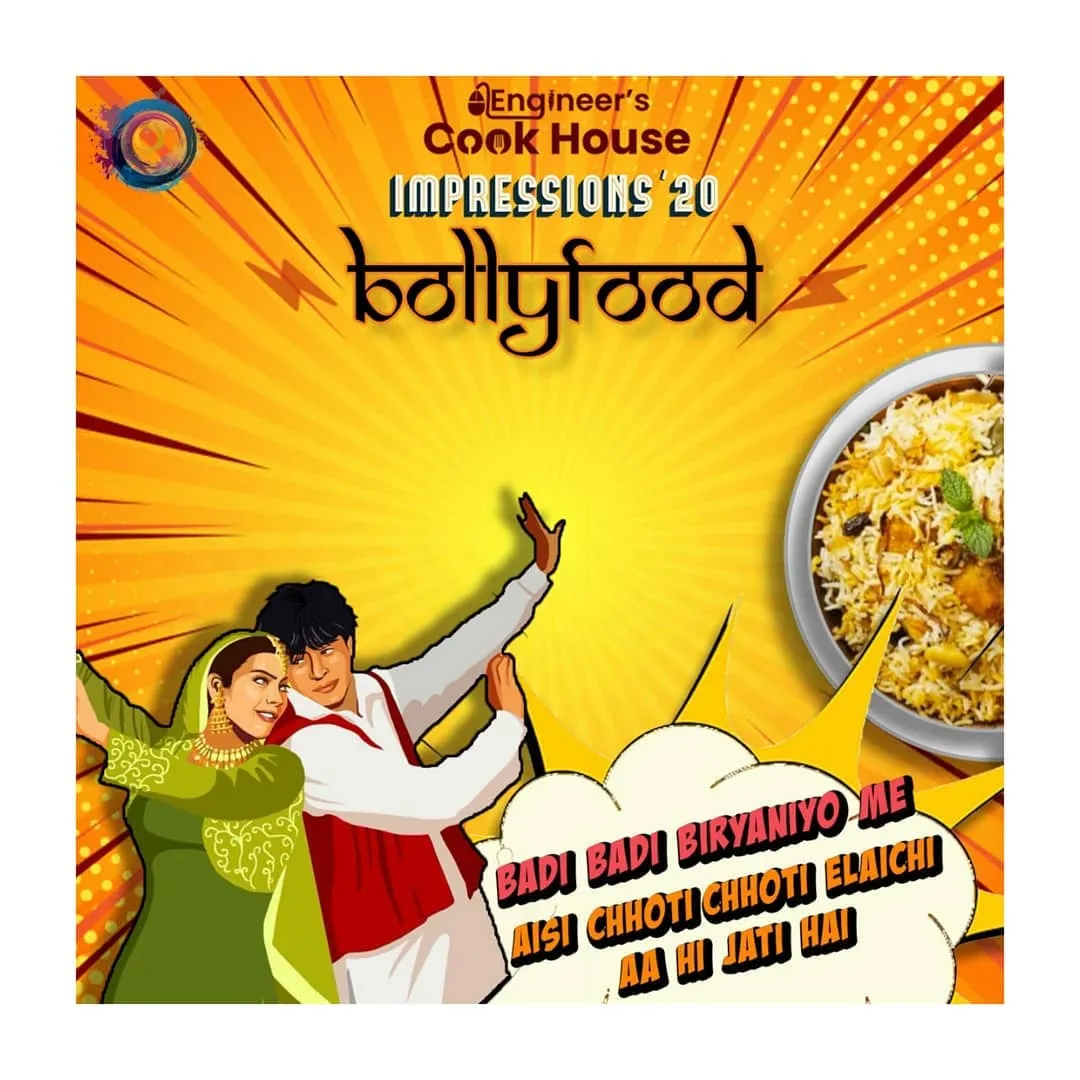 Engineer's
Cook House
IMPRESSIONS'20
bollyfood
BADI BADI BIRYANIYO ME
AISI CHHOTI CHHOTI ELAICHI
AA HI JATI HAI